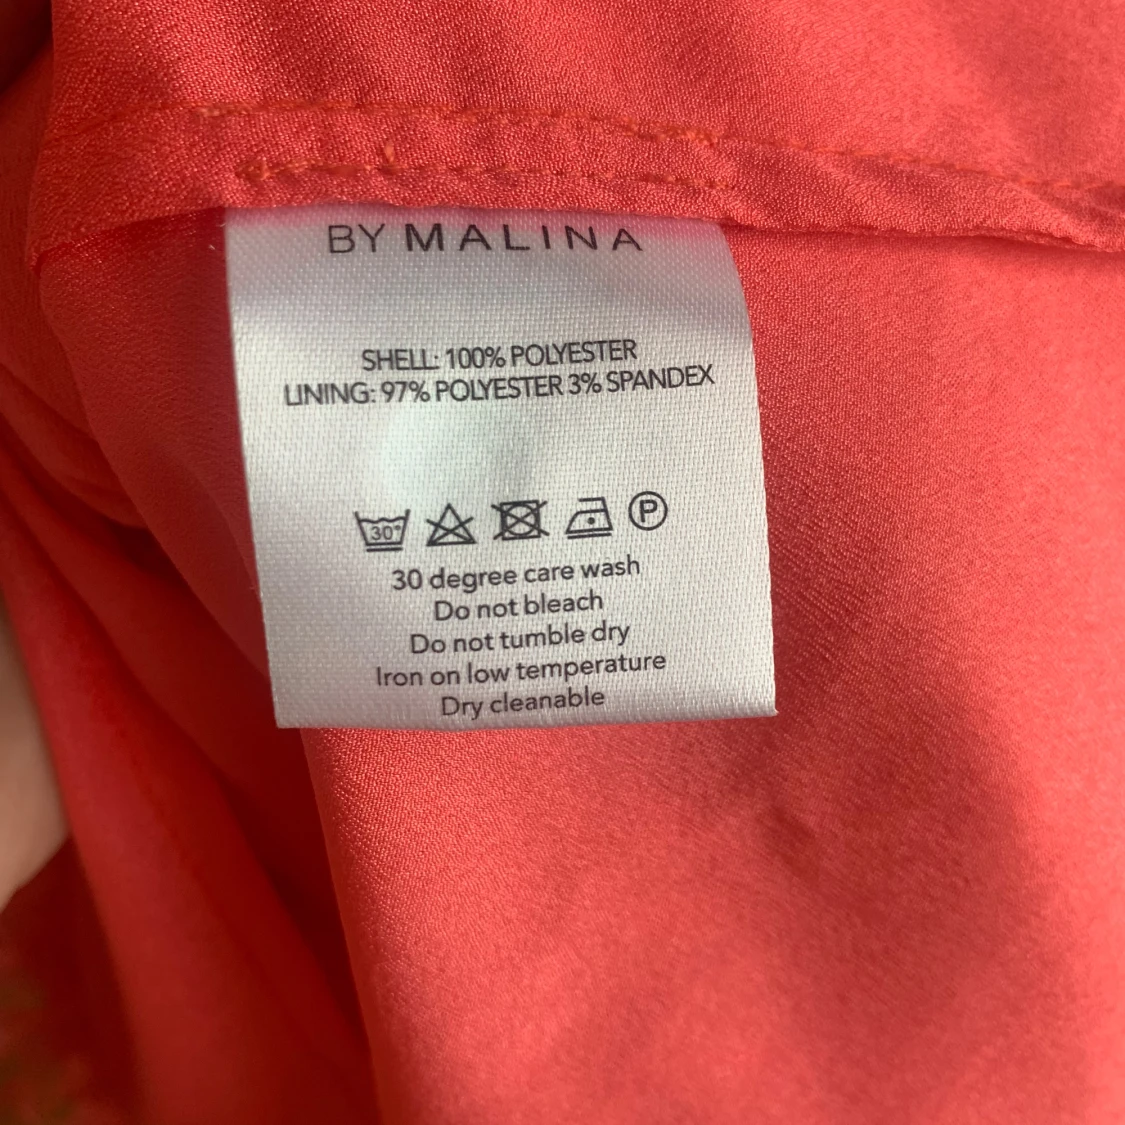 BY MALINA
SHELL: 100% POLYESTER
LINING: 97% POLYESTER 3% SPANDEX
30° P
30 degree care wash
Do not bleach
Do not tumble dry
Iron on low temperature
Dry cleanable